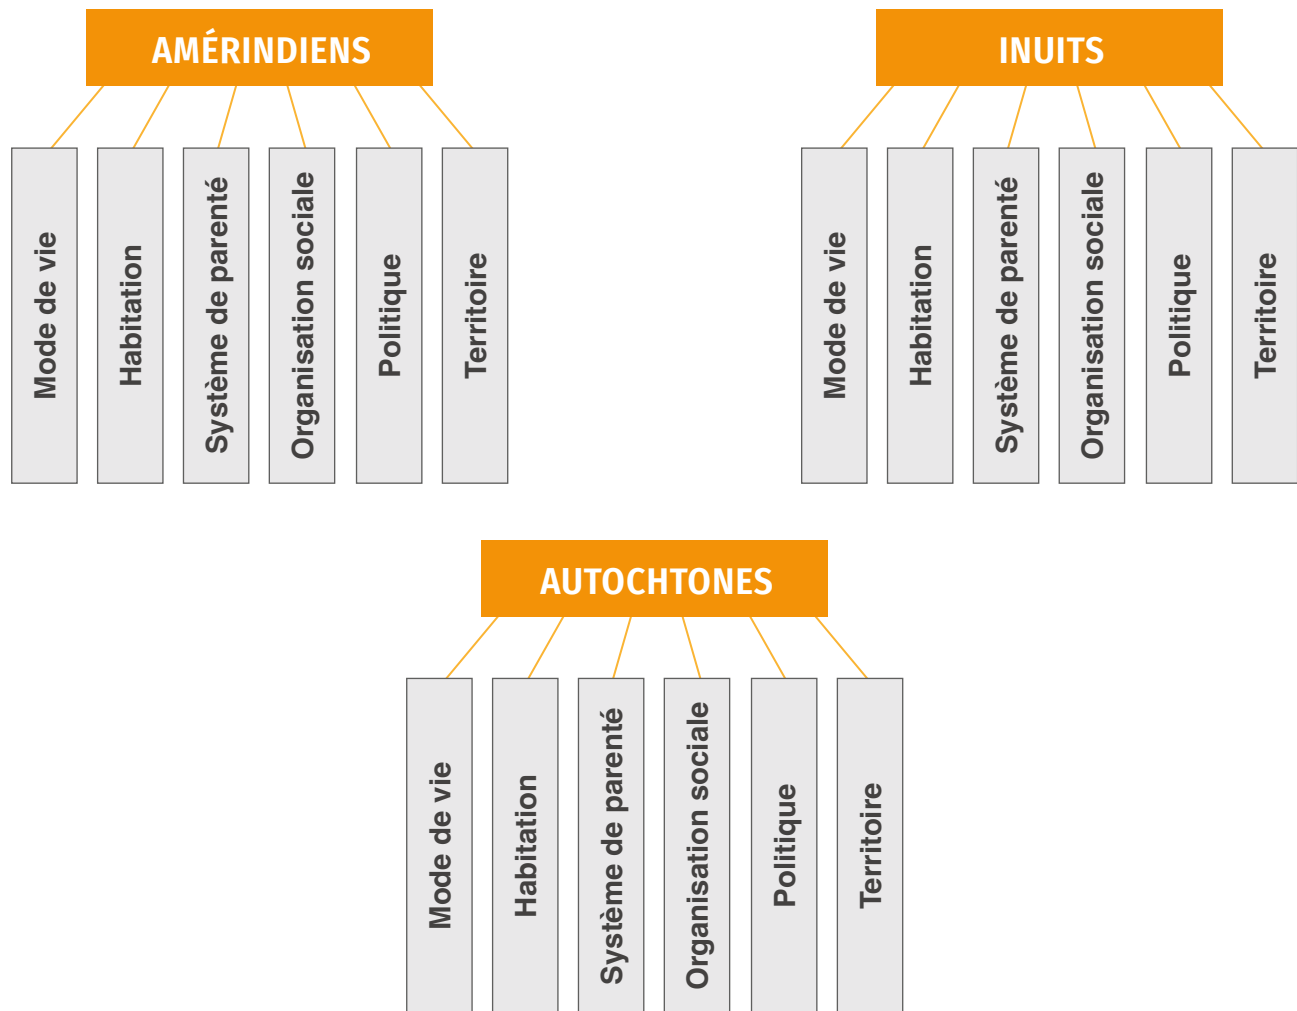 AMÉRINDIENS
Mode de vie
Habitation
Système de parenté
Organisation sociale
Politique
Territoire
INUITS
Mode de vie
Habitation
Système de parenté
Organisation sociale
Politique
Territoire
AUTOCHTONES
Mode de vie
Habitation
Système de parenté
Organisation sociale
Politique
Territoire